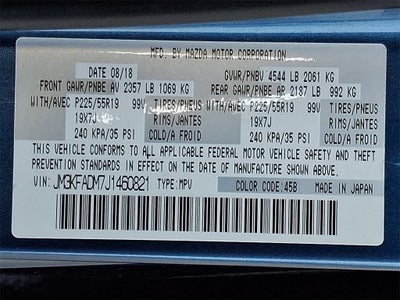 MFD. BY MAZDA MOTOR CORPORATION
DATE 08/18 GVWR/PNBV 4544 LB 2061 KG
FRONT GAWR/PNBE AV 2357 LB 1069 KG REAR GAWR/PNBE AR 2187 LB 992 KG
WITH/AVEC P225/55R19 99V TIRES/PNEUS WITH/AVEC P225/55R19 99V TIRES/PNEUS
19X7J RIMS/JANTES 19X7J RIMS/JANTES
240 KPA/35 PSI COLD/A FROID 240 KPA/35 PSI COLD/A FROID
THIS VEHICLE CONFORMS TO ALL APPLICABLE FEDERAL MOTOR VEHICLE SAFETY AND THEFT
PREVENTION STANDARDS IN EFFECT ON THE DATE OF MANUFACTURE SHOWN ABOVE.
VIN: JM3KFADM7J1460821 TYPE:MPV COLOR CODE:45B MADE IN JAPAN